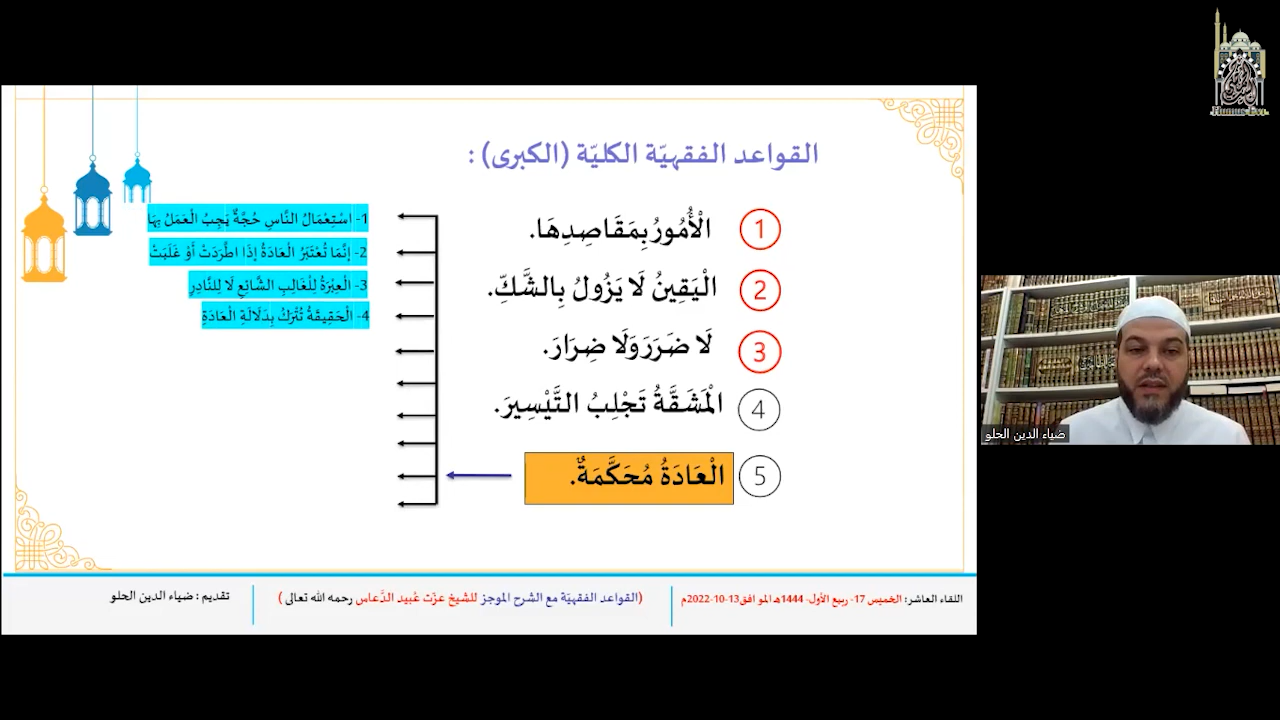 القواعد الفقهيّة الكليّة (الكبرى) :
1 الْأُمُورُ بِمَقَاصِدِهَا.
2 الْيَقِينُ لَا يَزُولُ بِالشَّكِّ.
3 لَا ضَرَرَ وَلَا ضِرَارَ.
4 الْمَشَقَّةُ تَجْلِبُ التَّيْسِيرَ.
5 الْعَادَةُ مُحَكَّمَةٌ.
1- اسْتِعْمَالُ النَّاسِ حُجَّةٌ يَجِبُ الْعَمَلُ بِهَا
2- إِنَّمَا تُعْتَبَرُ الْعَادَةُ إِذَا اطَّرَدَتْ أَوْ غَلَبَتْ
3- الْعِبْرَةُ لِلْغَالِبِ الشَّائِعِ لَا لِلنَّادِرِ
4- الْحَقِيقَةُ تُتْرَكُ بِدَلَالَةِ الْعَادَةِ
اللقاء العاشر: الخميس 17- ربيع الأول- 1444هـ الموافق13-10-2022م
(القواعد الفقهيّة مع الشرح الموجز للشيخ عزّت عُبيد الدَّعاس رحمه الله تعالى )
تقديم : ضياء الدين الحلو
ضياء الدين الحلو